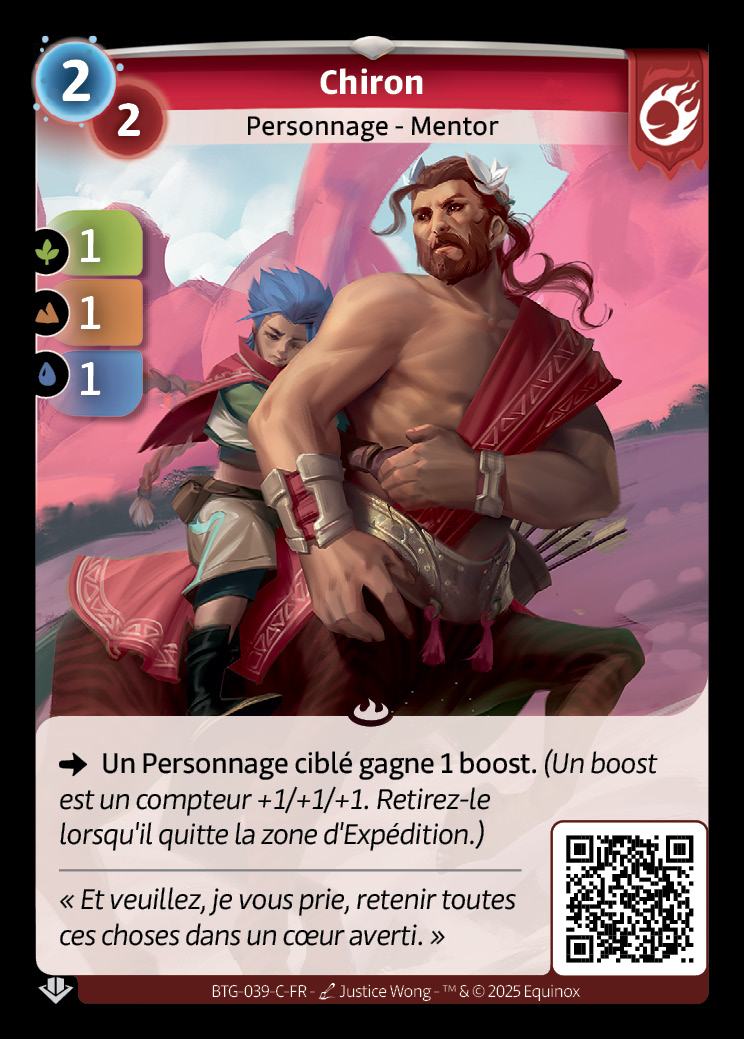 2
Chiron
2
Personnage - Mentor
1
1
1
Un Personnage ciblé gagne 1 boost. (Un boost
est un compteur +1/+1/+1. Retirez-le
lorsqu'il quitte la zone d'Expédition.)
« Et veuillez, je vous prie, retenir toutes
ces choses dans un cœur averti. »
BTG-039-C-FR - Justice Wong - ™ & © 2025 Equinox